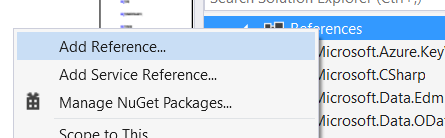 Search Solution Explorer (Ctrl+;)
References
Add Reference...
Microsoft.Azure.Key
Add Service Reference...
Microsoft.CSharp
Manage NuGet Packages...
Microsoft.Data.Edm
Scope to This
Microsoft.Data.ODa